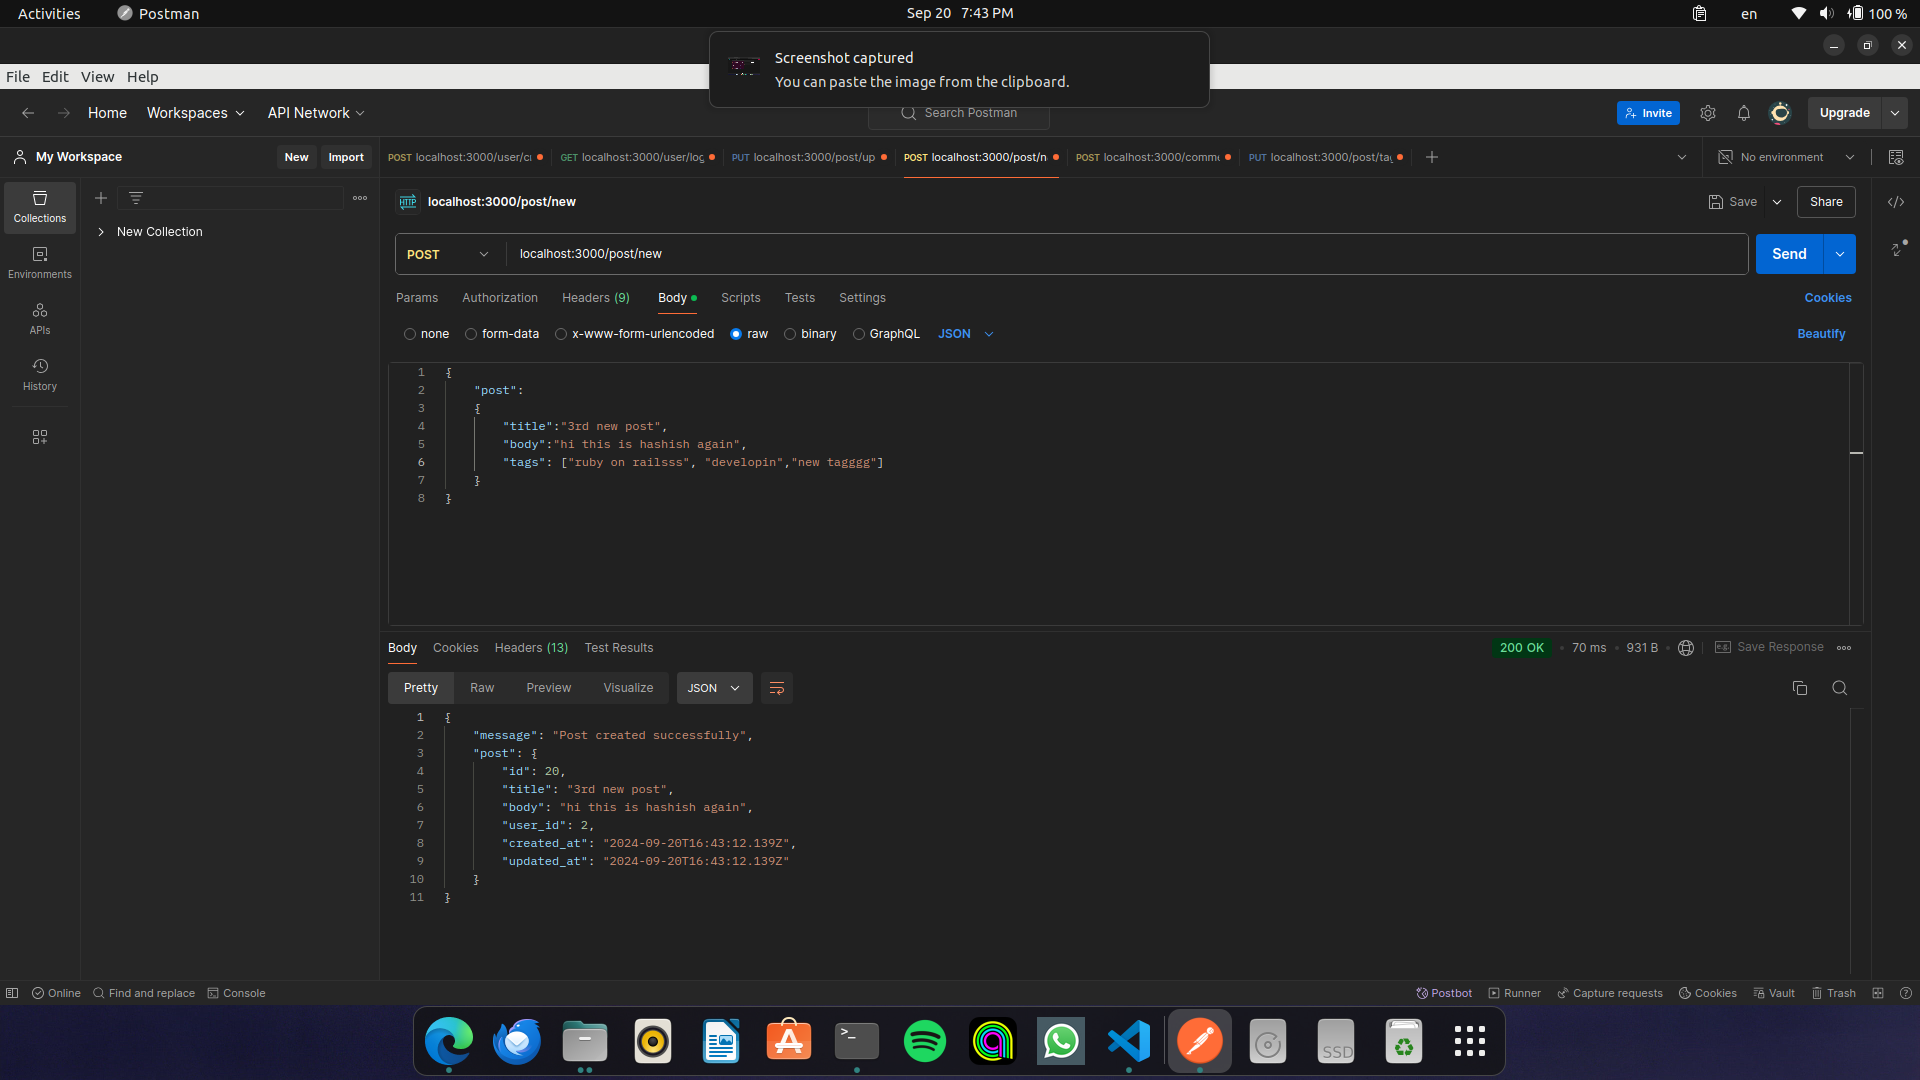 Activities Postman Sep 20 7:43 PM en 100 %
Screenshot captured
You can paste the image from the clipboard.
File Edit View Help
Home Workspaces API Network Search Postman Invite Upgrade
My Workspace New Import POST localhost:3000/user/c GET localhost:3000/user/log PUT localhost:3000/post/up POST localhost:3000/post/n POST localhost:3000/comm PUT localhost:3000/post/tag No environment
HTTP localhost:3000/post/new Save Share
Collections
New Collection
Environments
APIs
History
POST localhost:3000/post/new Send
Params Authorization Headers (9) Body Scripts Tests Settings Cookies
none form-data x-www-form-urlencoded raw binary GraphQL JSON Beautify
1 {
2 "post":
3 {
4 "title":"3rd new post",
5 "body":"hi this is hashish again",
6 "tags": ["ruby on railsss", "developin","new tagggg"]
7 }
8 }
Body Cookies Headers (13) Test Results 200 OK 70 ms 931 B e.g. Save Response
Pretty Raw Preview Visualize JSON
1 {
2 "message": "Post created successfully",
3 "post": {
4 "id": 20,
5 "title": "3rd new post",
6 "body": "hi this is hashish again",
7 "user_id": 2,
8 "created_at": "2024-09-20T16:43:12.139Z",
9 "updated_at": "2024-09-20T16:43:12.139Z"
10 }
11 }
Online Find and replace Console Postbot Runner Capture requests Cookies Vault Trash
SSD